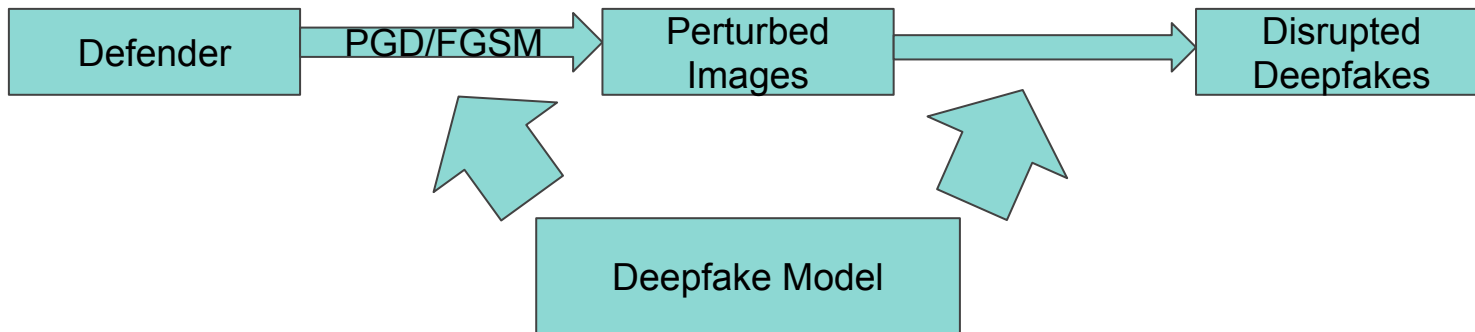 Defender
PGD/FGSM
Perturbed
Images
Disrupted
Deepfakes
Deepfake Model